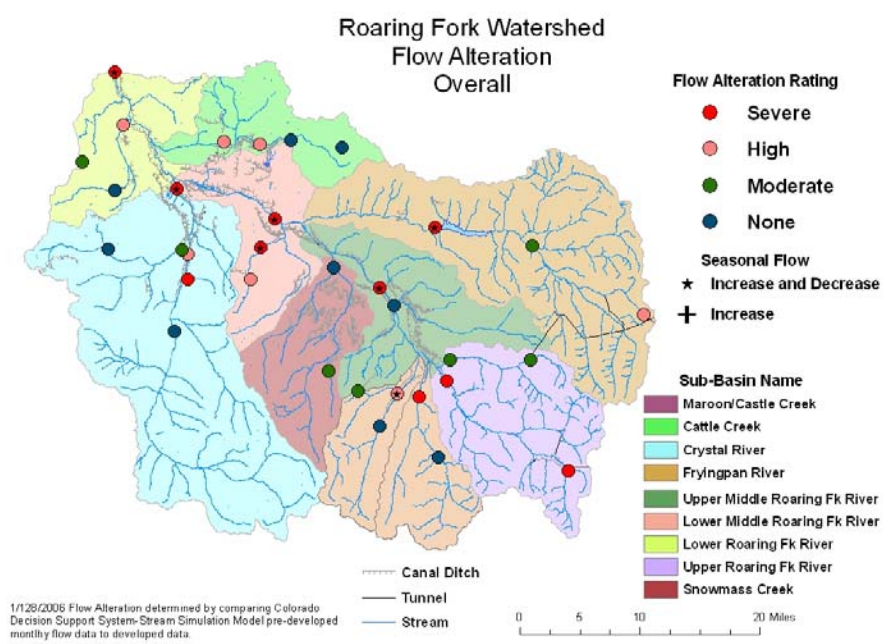 Roaring Fork Watershed
Flow Alteration
Overall
Flow Alteration Rating
Severe
High
Moderate
None
Seasonal Flow
Increase and Decrease
Increase
Sub-Basin Name
Maroon/Castle Creek
Cattle Creek
Crystal River
Fryingpan River
Upper Middle Roaring Fk River
Lower Middle Roaring Fk River
Lower Roaring Fk River
Upper Roaring Fk River
Snowmass Creek
Canal Ditch
Tunnel
Stream
1/128/2006 Flow Alteration determined by comparing Colorado
Decision Support System-Stream Simulation Model pre-developed
montlhy flow data to developed data.
0 5 10 20 Miles